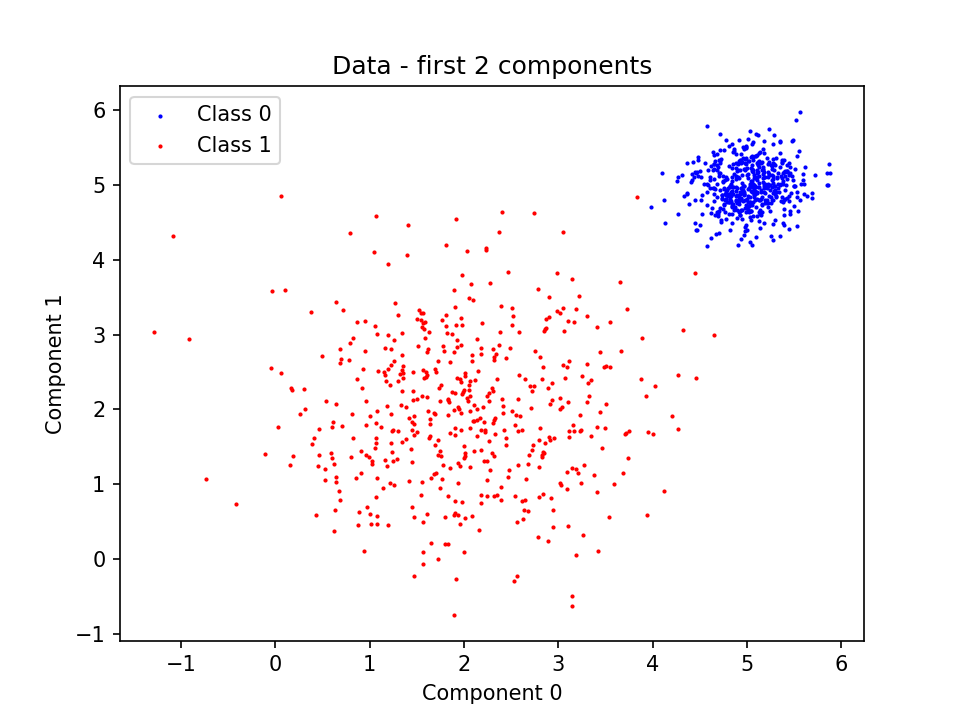 Data - first 2 components
Class 0
Class 1
6
5
4
3
2
1
0
−1
Component 1
−1 0 1 2 3 4 5 6
Component 0